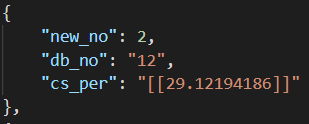 {
"new_no": 2,
"db_no": "12",
"cs_per": "[[29.12194186]]"
},